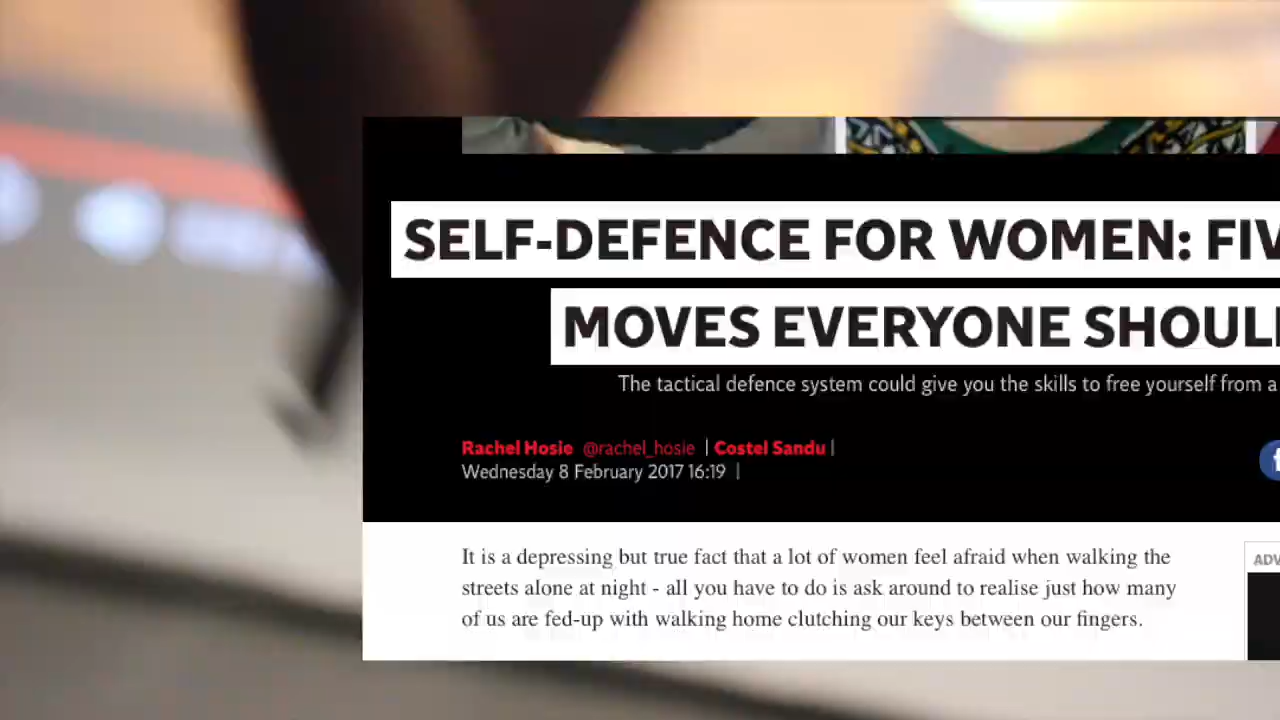 SELF-DEFENCE FOR WOMEN: FIV
MOVES EVERYONE SHOUL
The tactical defence system could give you the skills to free yourself from a
Rachel Hosie @rachel_hosie | Costel Sandu |
Wednesday 8 February 2017 16:19 |
It is a depressing but true fact that a lot of women feel afraid when walking the
streets alone at night - all you have to do is ask around to realise just how many
of us are fed-up with walking home clutching our keys between our fingers.
ADV